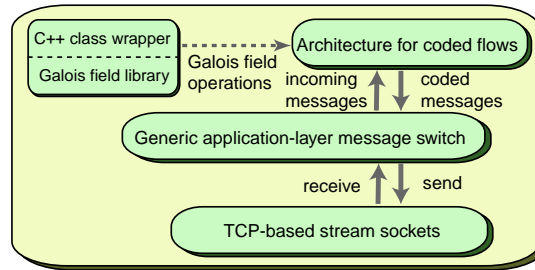 C++ class wrapper
Galois field library
Galois field
operations
Architecture for coded flows
incoming
messages
coded
messages
Generic application-layer message switch
receive
send
TCP-based stream sockets